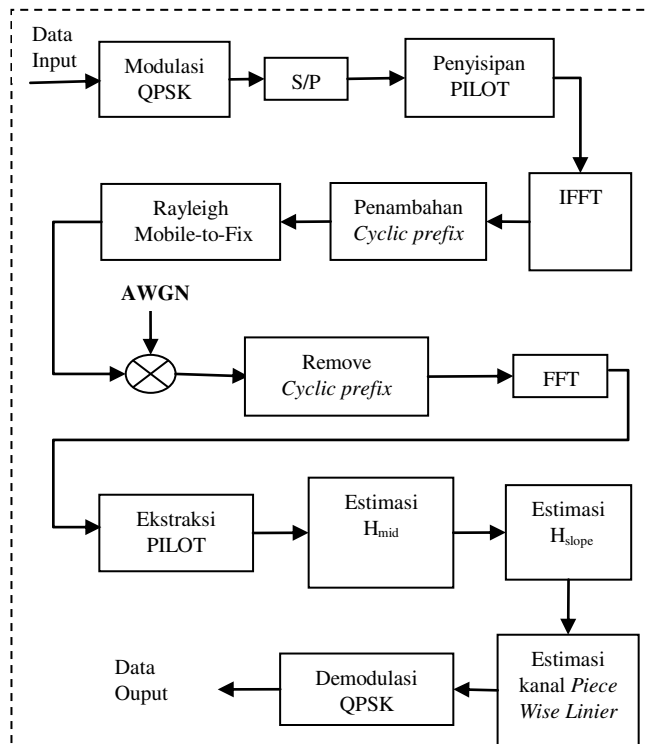 Data
Input
Modulasi
QPSK
S/P
Penyisipan
PILOT
Rayleigh
Mobile-to-Fix
Penambahan
Cyclic prefix
IFFT
AWGN
Remove
Cyclic prefix
FFT
Ekstraksi
PILOT
Estimasi
Hmid
Estimasi
Hslope
Data
Ouput
Demodulasi
QPSK
Estimasi
kanal Piece
Wise Linier